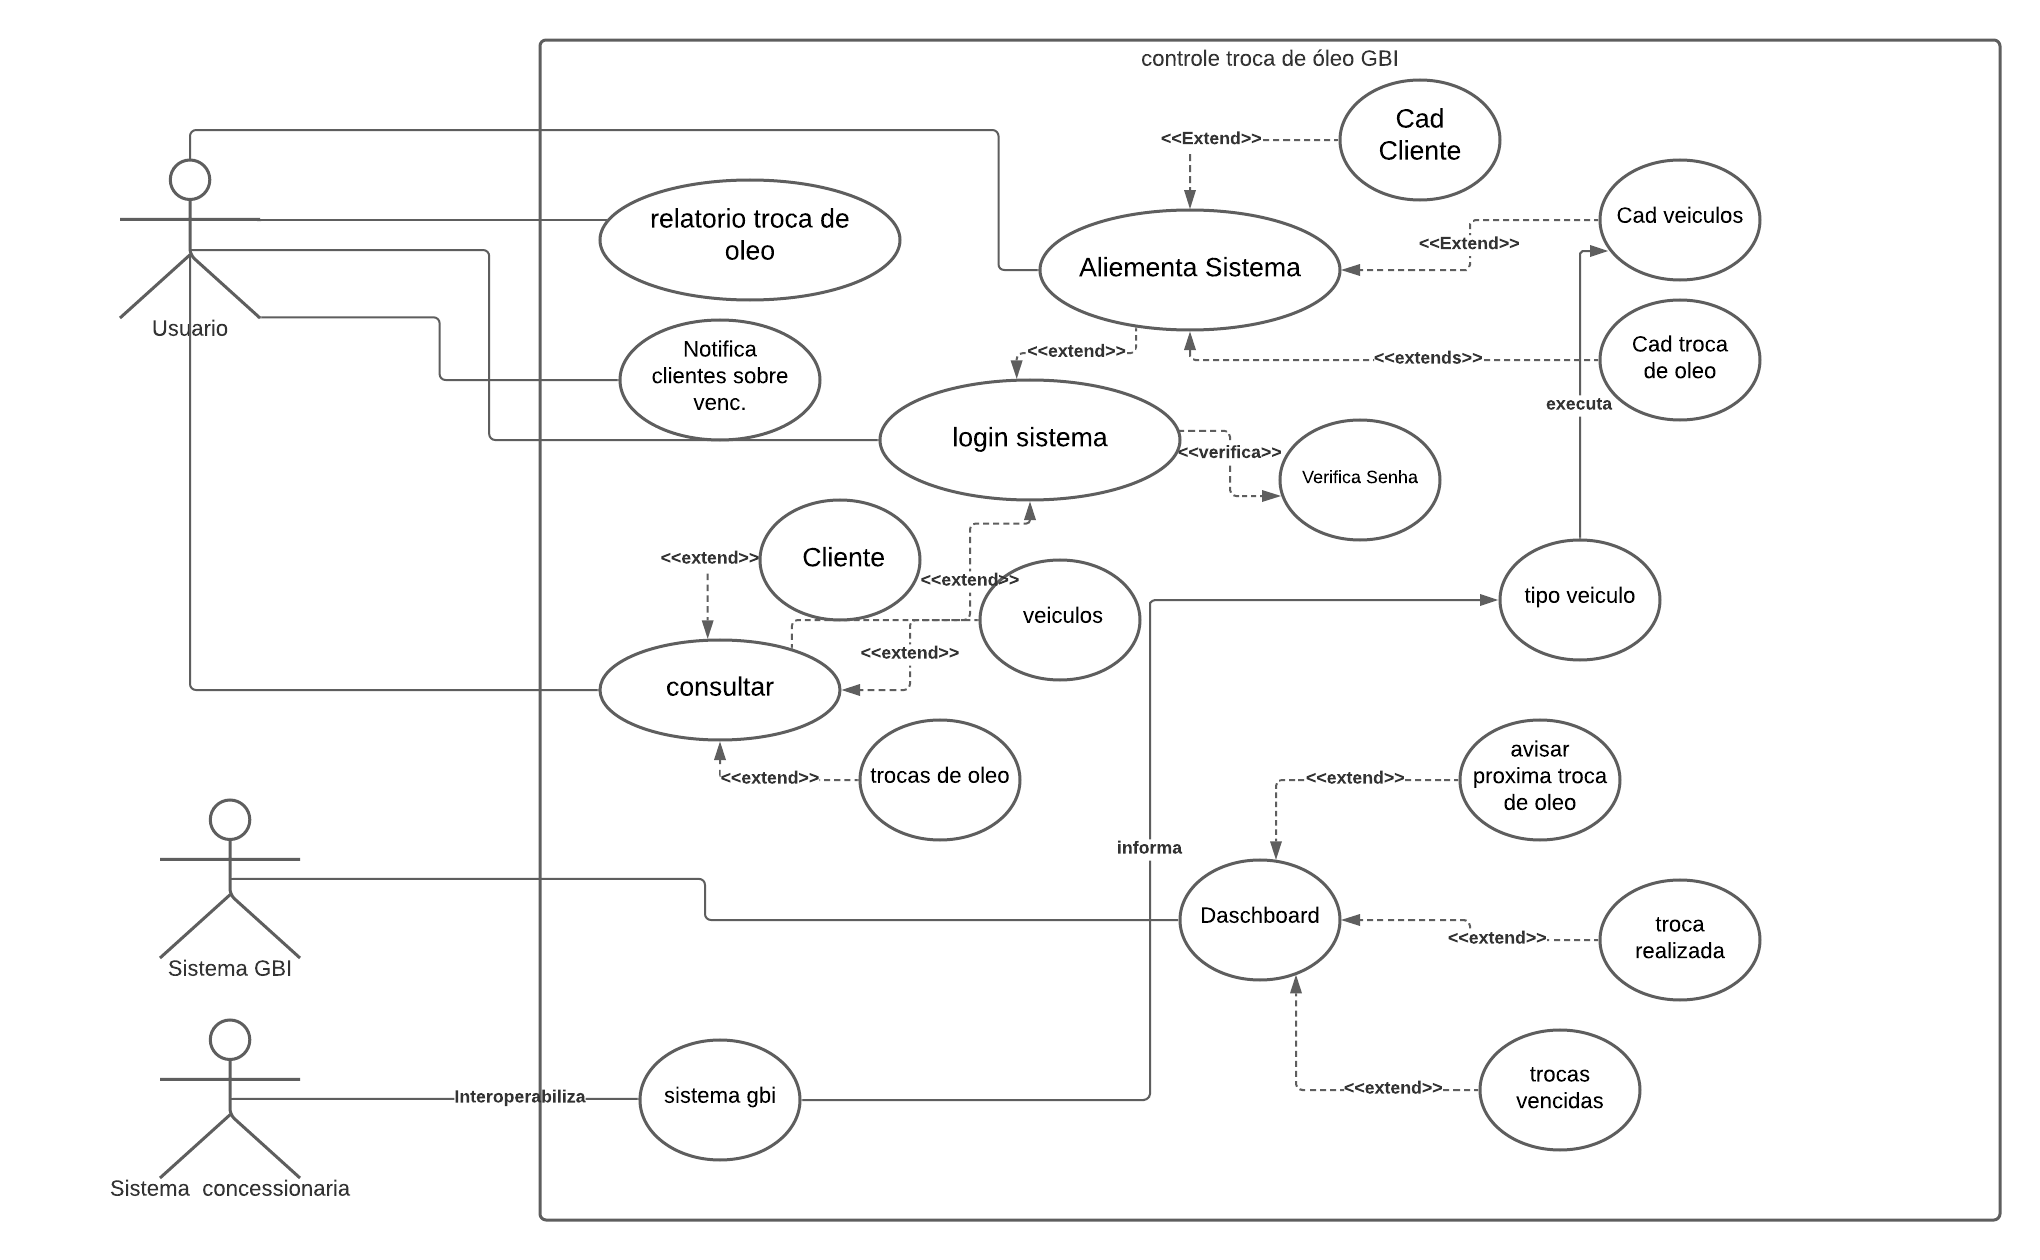 controle troca de óleo GBI
Cad
Cliente
<<Extend>>
Cad veiculos
<<Extend>>
relatorio troca de
oleo
Aliementa Sistema
Usuario
Notifica
clientes sobre
venc.
<<extend>>
<<extends>>
Cad troca
de oleo
executa
login sistema
<<verifica>>
Verifica Senha
<<extend>>
Cliente
<<extend>>
veiculos
tipo veiculo
<<extend>>
consultar
<<extend>>
trocas de oleo
<<extend>>
avisar
proxima troca
de oleo
informa
Daschboard
<<extend>>
troca
realizada
Sistema GBI
<<extend>>
trocas
vencidas
Interoperabiliza
sistema gbi
Sistema  concessionaria